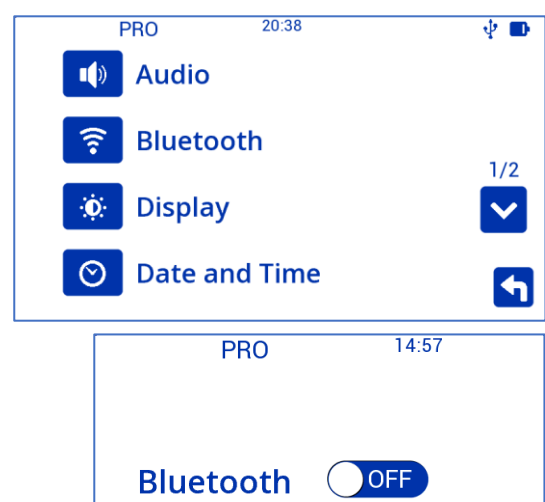 PRO 20:38
Audio
Bluetooth
1/2
Display
Date and Time
PRO 14:57
Bluetooth OFF